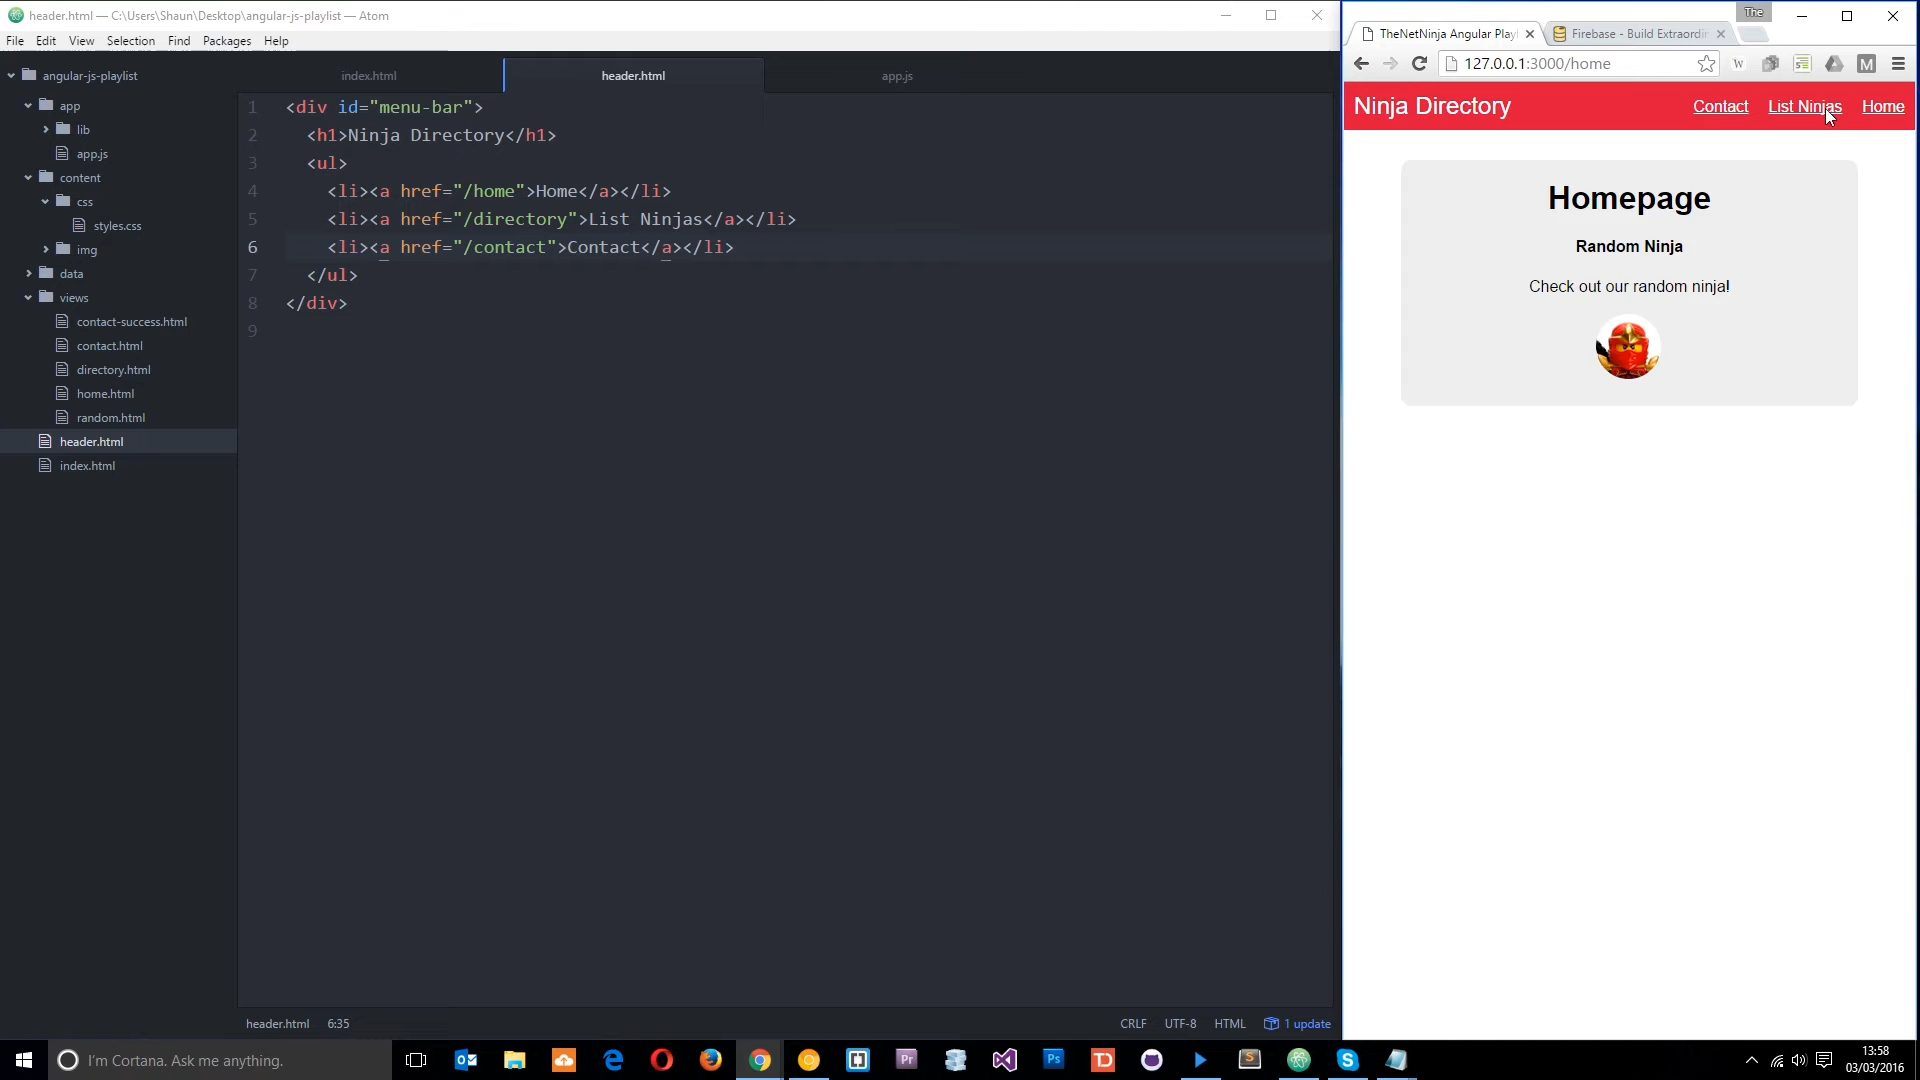 header.html — C:\Users\Shaun\Desktop\angular-js-playlist — Atom
File Edit View Selection Find Packages Help
angular-js-playlist
app
lib
app.js
content
css
styles.css
img
data
views
contact-success.html
contact.html
directory.html
home.html
random.html
header.html
index.html
index.html header.html app.js
1 <div id="menu-bar">
2 <h1>Ninja Directory</h1>
3 <ul>
4 <li><a href="/home">Home</a></li>
5 <li><a href="/directory">List Ninjas</a></li>
6 <li><a href="/contact">Contact</a></li>
7 </ul>
8 </div>
9
header.html 6:35 CRLF UTF-8 HTML 1 update
The
TheNetNinja Angular Play Firebase - Build Extraordin
127.0.0.1:3000/home W M
Ninja Directory Contact List Ninjas Home
Homepage
Random Ninja
Check out our random ninja!
I'm Cortana. Ask me anything.
Pr Ps TD S S
13:58
03/03/2016